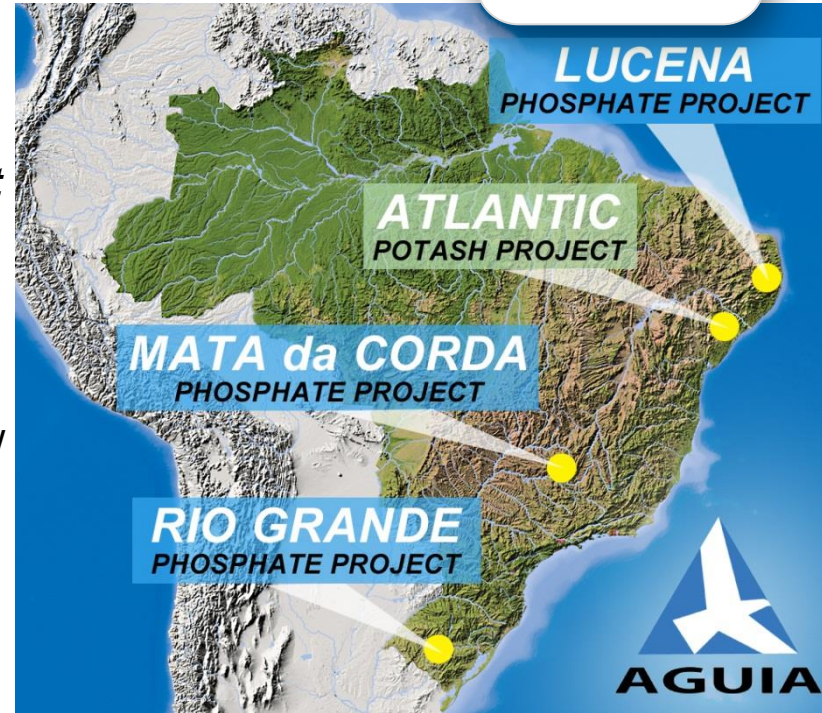 LUCENA
PHOSPHATE PROJECT
ATLANTIC
POTASH PROJECT
MATA da CORDA
PHOSPHATE PROJECT
RIO GRANDE
PHOSPHATE PROJECT
AGUIA